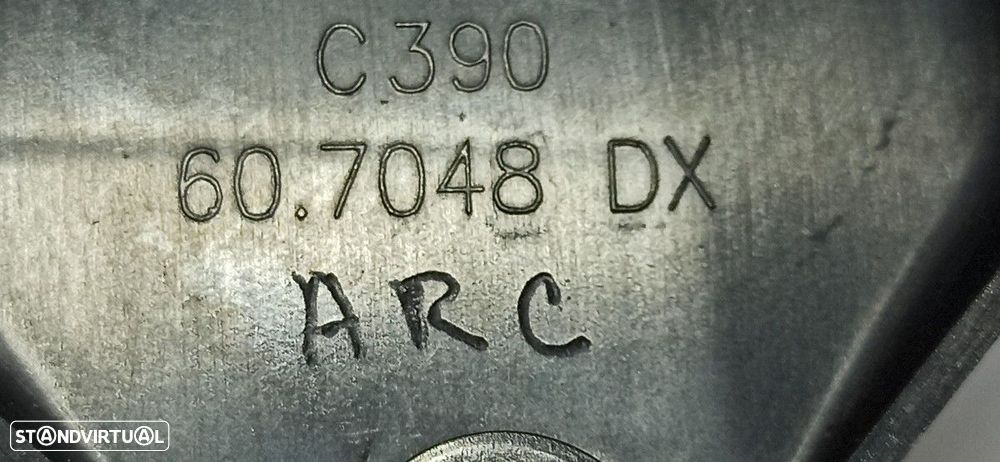 C390
60.7048 DX
ARC
STANDVIRTUAL